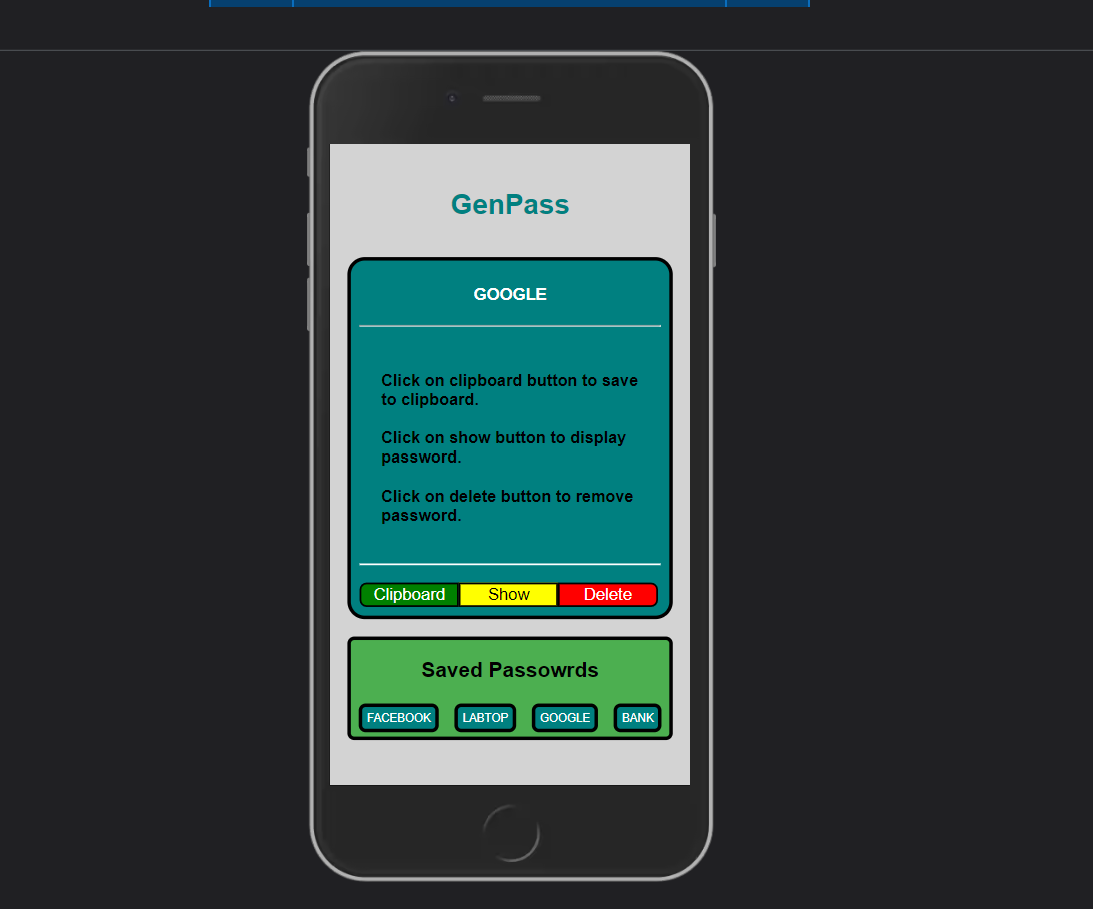 GenPass
GOOGLE
Click on clipboard button to save
to clipboard.
Click on show button to display
password.
Click on delete button to remove
password.
Clipboard Show Delete
Saved Passowrds
FACEBOOK LABTOP GOOGLE BANK